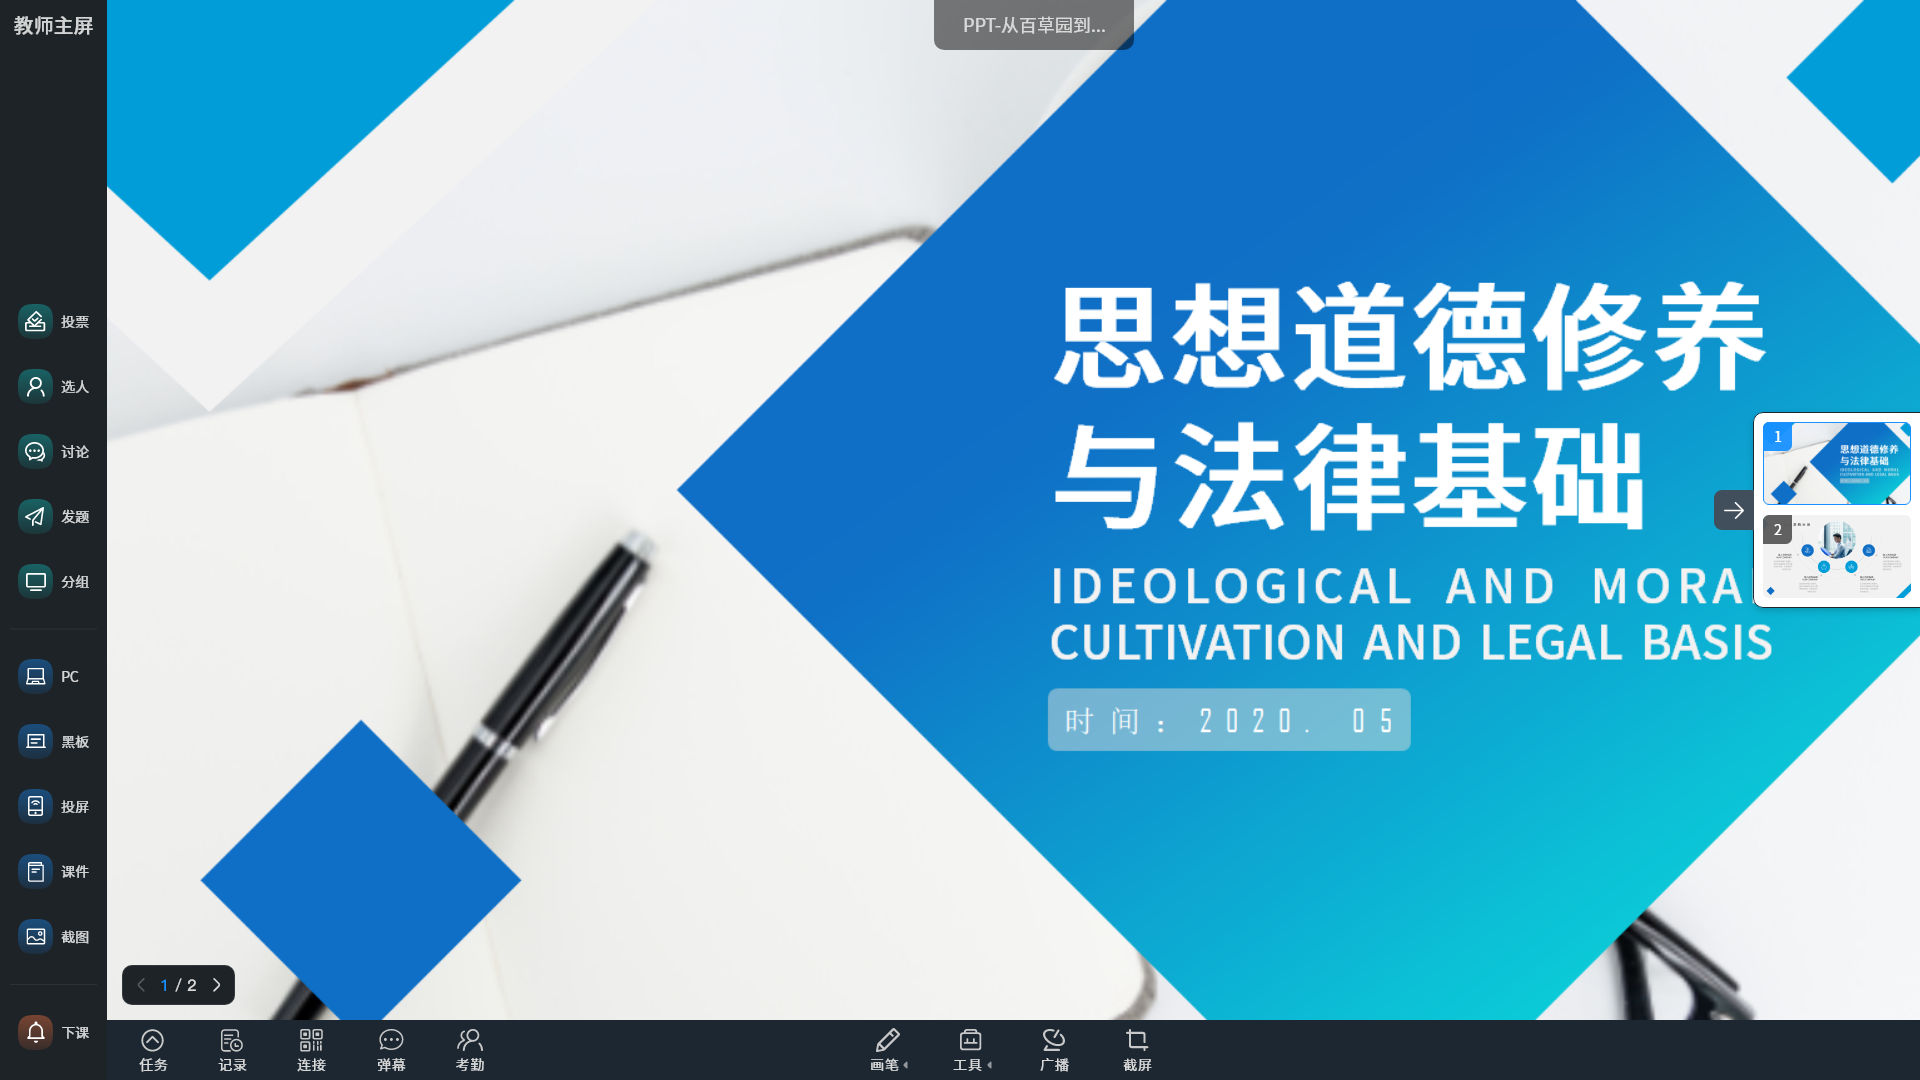 教师主屏
PPT-从百草园到...
投票
选人
讨论
发题
分组
PC
黑板
投屏
课件
截图
下课
思想道德修养
与法律基础
IDEOLOGICAL AND MORA
CULTIVATION AND LEGAL BASIS
时间：2020. 05
1
思想道德修养
与法律基础
2
1 / 2
任务
记录
连接
弹幕
考勤
画笔
工具
广播
截屏